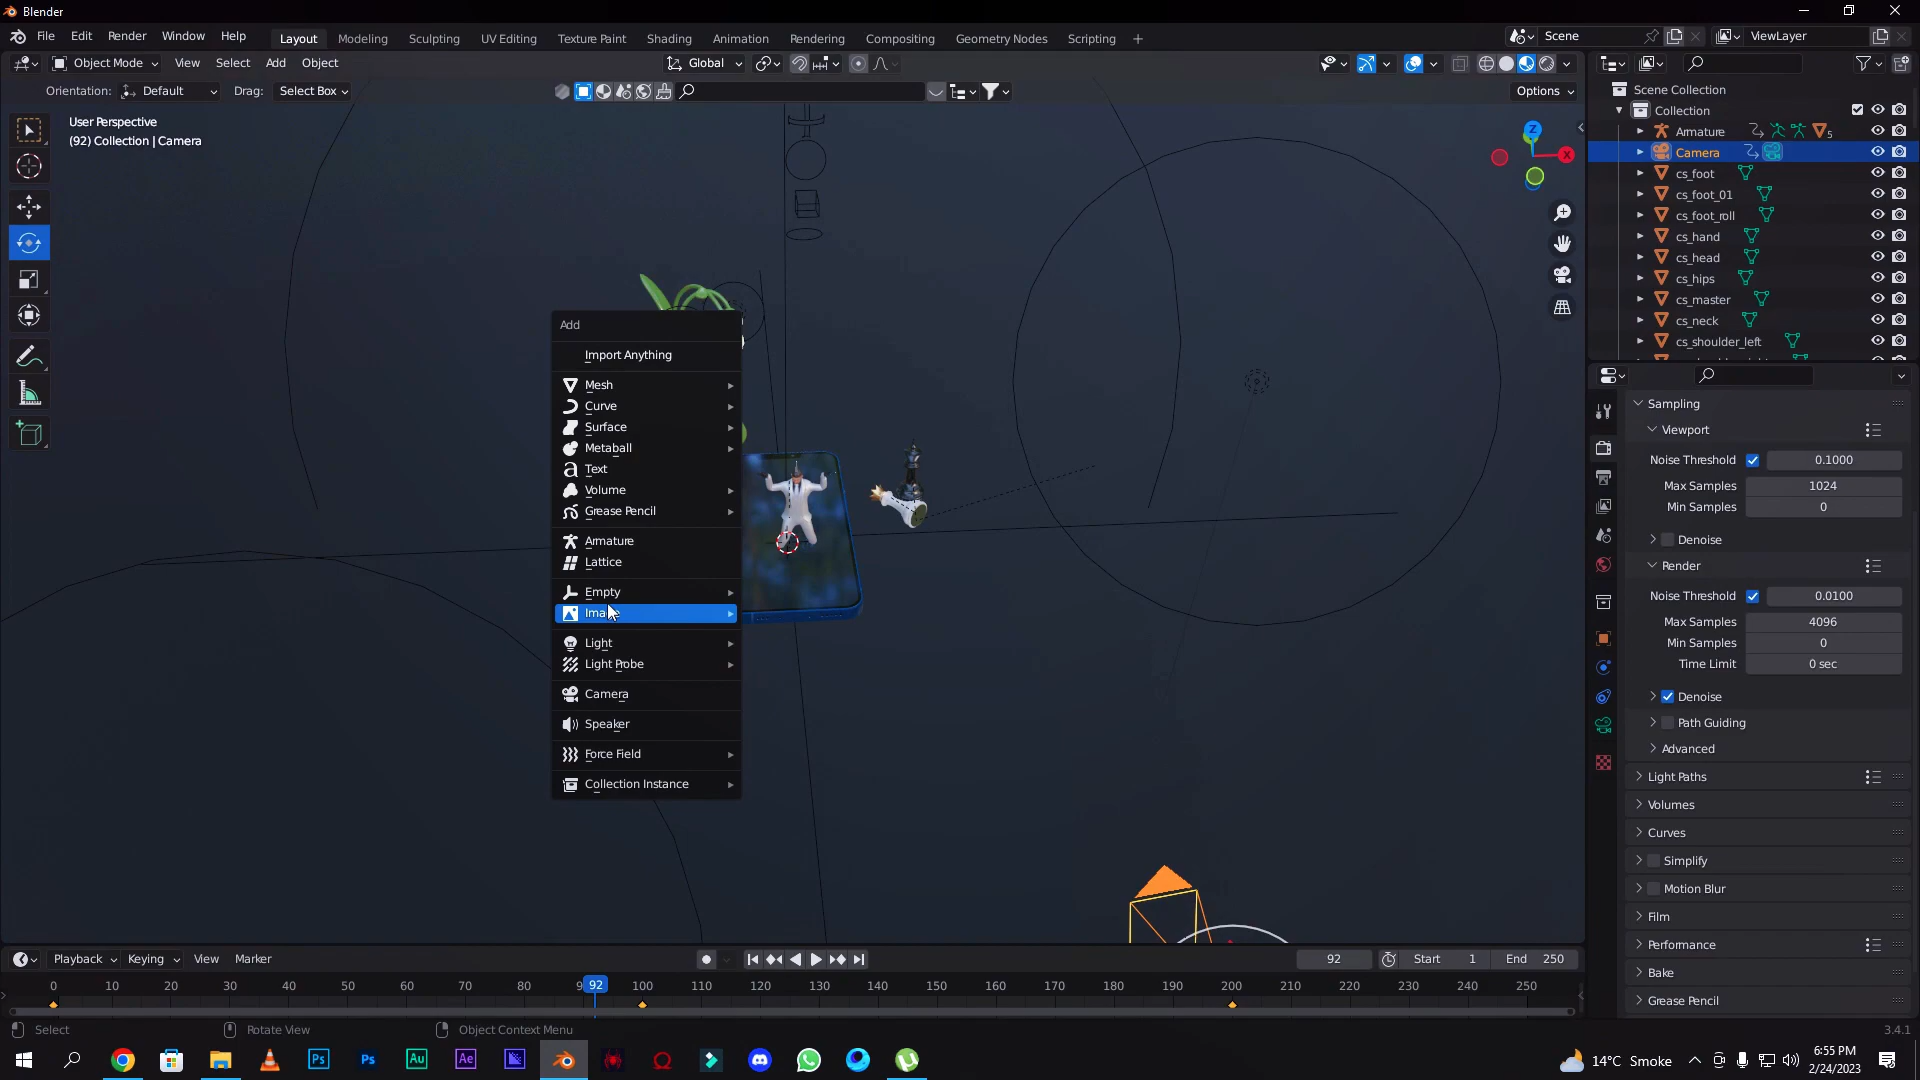 Blender
File Edit Render Window Help Layout Modeling Sculpting UV Editing Texture Paint Shading Animation Rendering Compositing Geometry Nodes Scripting + Scene ViewLayer
Object Mode View Select Add Object Global
Orientation: Default Drag: Select Box Options
User Perspective
(92) Collection | Camera
Z
X
Add
Import Anything
Mesh
Curve
Surface
Metaball
Text
Volume
Grease Pencil
Armature
Lattice
Empty
Light
Light Probe
Camera
Speaker
Force Field
Collection Instance
Scene Collection
Collection
Armature 5
Camera
cs_foot
cs_foot_01
cs_foot_roll
cs_hand
cs_head
cs_hips
cs_master
cs_neck
cs_shoulder_left
Sampling
Viewport
Noise Threshold 0.1000
Max Samples 1024
Min Samples 0
Denoise
Render
Noise Threshold 0.0100
Max Samples 4096
Min Samples 0
Time Limit 0 sec
Denoise
Path Guiding
Advanced
Light Paths
Volumes
Curves
Simplify
Motion Blur
Film
Performance
Bake
Grease Pencil
Playback Keying View Marker 92 Start 1 End 250
0 10 20 30 40 50 60 70 80 92 100 110 120 130 140 150 160 170 180 190 200 210 220 230 240 250
Select Rotate View Object Context Menu 3.4.1
Ps Ps Au Ae 14°C Smoke 6:55 PM
2/24/2023